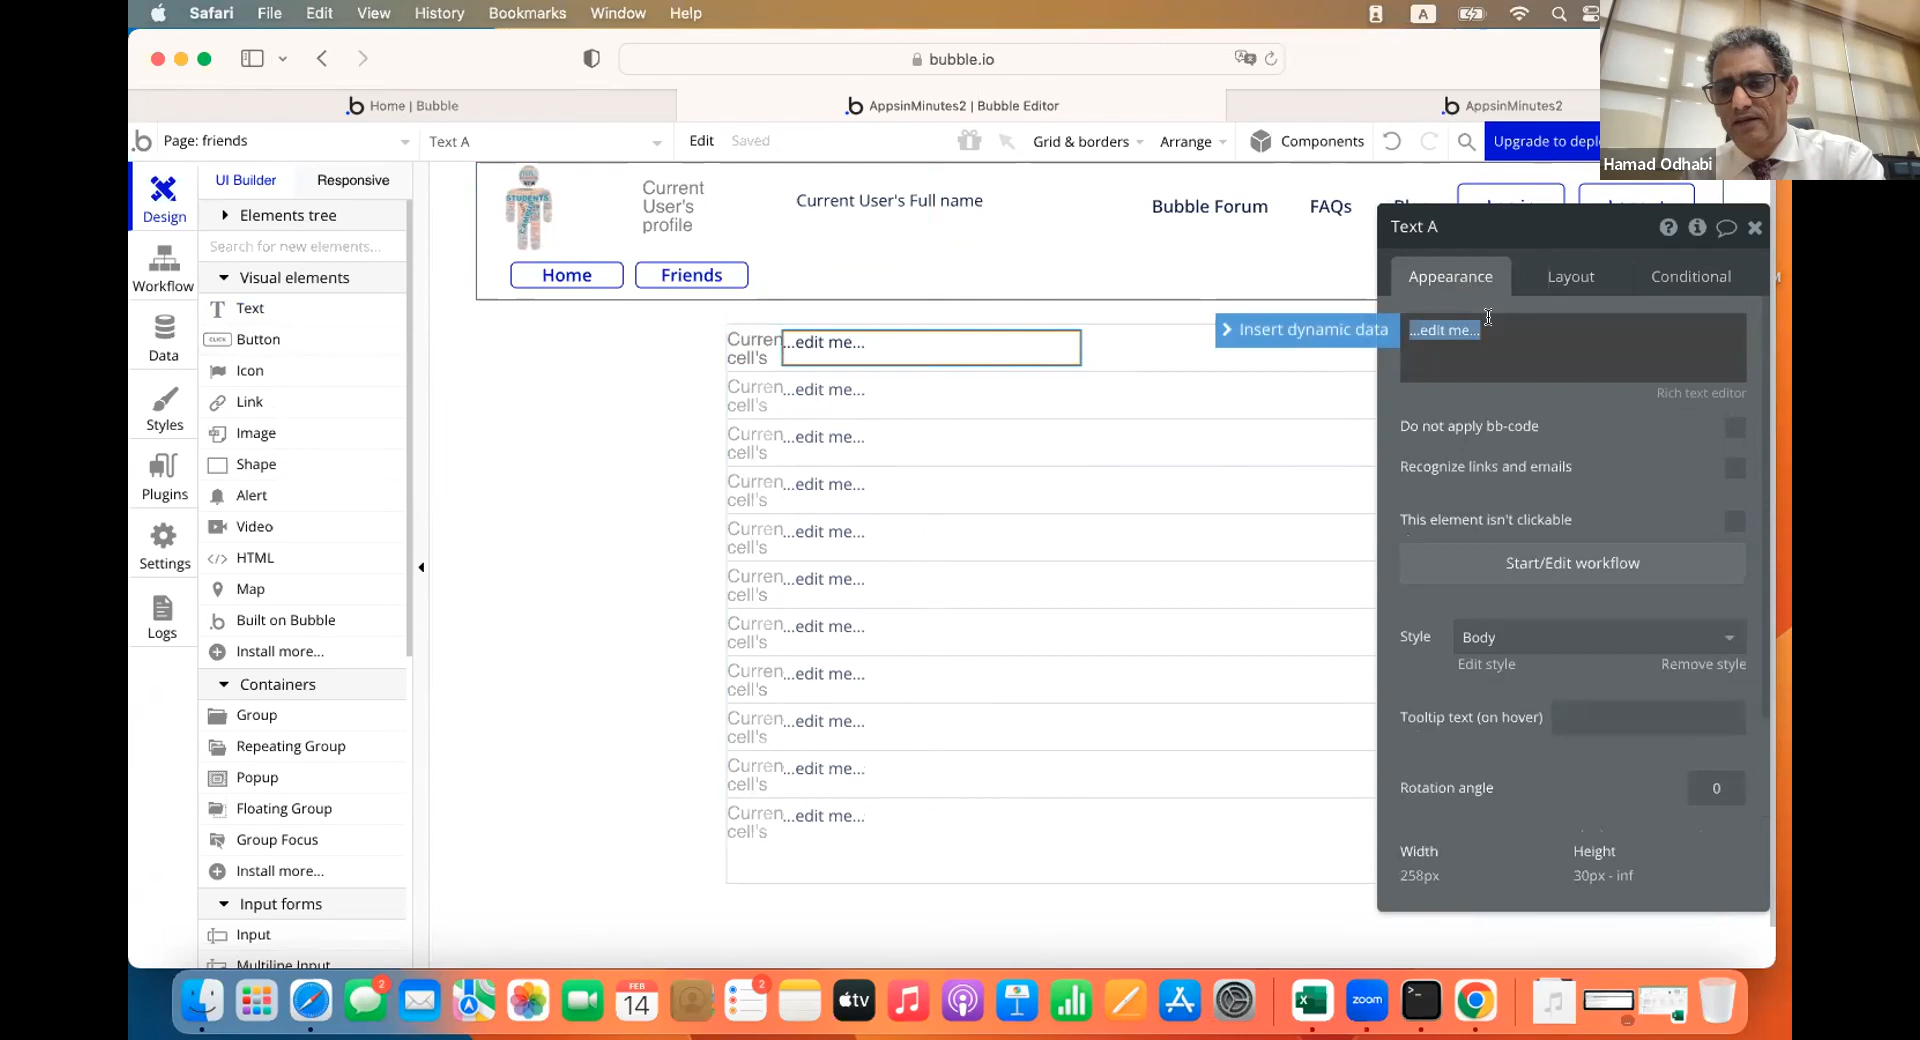 Safari File Edit View History Bookmarks Window Help A
bubble.io
Home | Bubble
AppsinMinutes2 | Bubble Editor
AppsinMinutes2
Hamad Odhabi
Page: friends
Text A
Edit
Saved
Grid & borders
Arrange
Components
Upgrade to deplo
Design
Workflow
Data
Styles
Plugins
Settings
Logs
UI Builder
Responsive
Elements tree
Search for new elements...
Visual elements
Text
CLICK Button
Icon
Link
Image
Shape
Alert
Video
HTML
Map
Built on Bubble
Install more...
Containers
Group
Repeating Group
Popup
Floating Group
Group Focus
Install more...
Input forms
Input
Multiline Input
STUDENTS
Current
User's
profile
Current User's Full name
Bubble Forum
FAQs
Home
Friends
Curren
cell's
...edit me...
Curren
cell's
...edit me...
Curren
cell's
...edit me...
Curren
cell's
...edit me...
Curren
cell's
...edit me...
Curren
cell's
...edit me...
Curren
cell's
...edit me...
Curren
cell's
...edit me...
Curren
cell's
...edit me...
Curren
cell's
...edit me...
Curren
cell's
...edit me...
Insert dynamic data
Text A
Appearance
Layout
Conditional
...edit me...
Rich text editor
Do not apply bb-code
Recognize links and emails
This element isn't clickable
Start/Edit workflow
Style
Body
Edit style
Remove style
Tooltip text (on hover)
Rotation angle
0
Width
Height
258px
30px - inf
2
FEB
14
2
tv
zoom